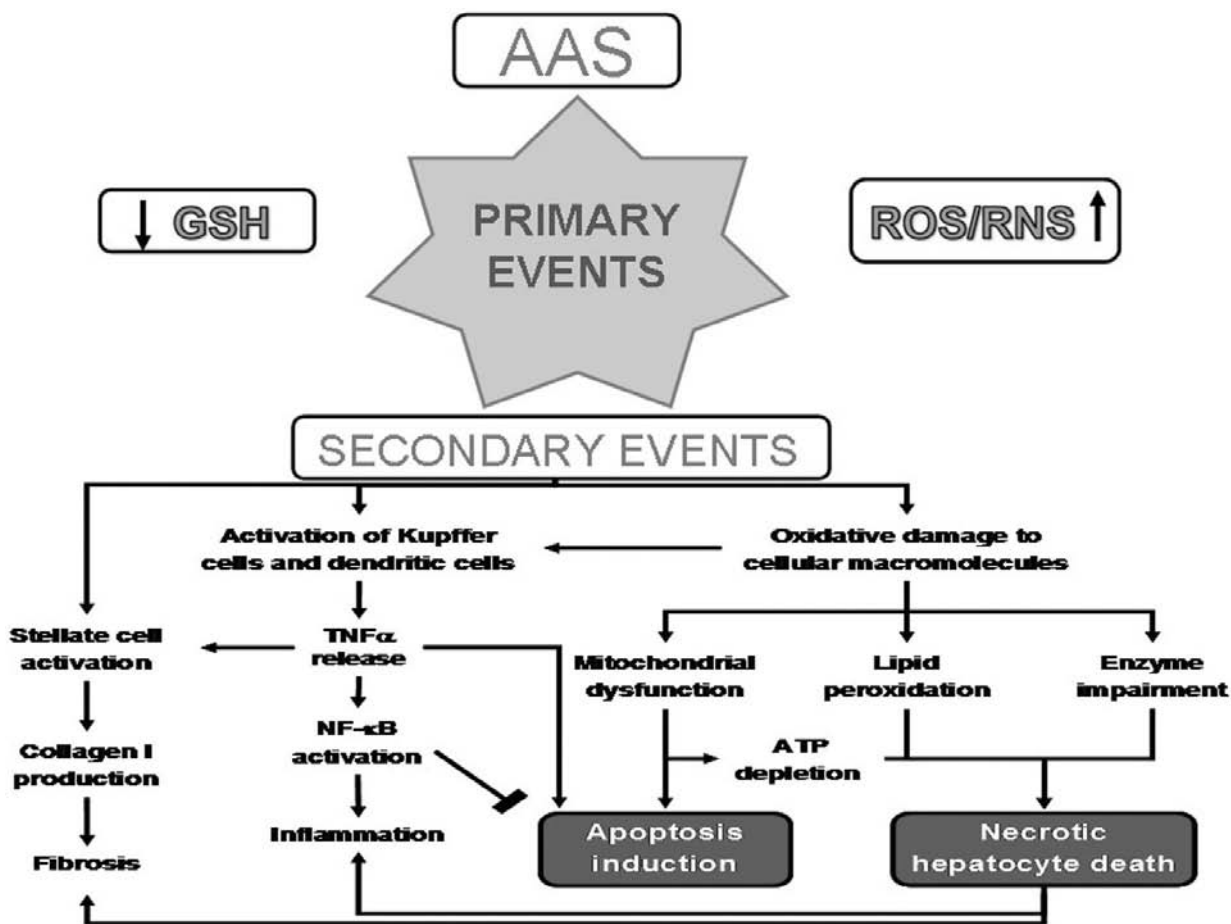 AAS
↓ GSH
PRIMARY
EVENTS
ROS/RNS ↑
SECONDARY EVENTS
Activation of Kupffer
cells and dendritic cells
Oxidative damage to
cellular macromolecules
Stellate cell
activation
TNFα
release
Mitochondrial
dysfunction
Lipid
peroxidation
Enzyme
impairment
NF-κB
activation
Collagen I
production
ATP
depletion
Inflammation
Apoptosis
induction
Necrotic
hepatocyte death
Fibrosis